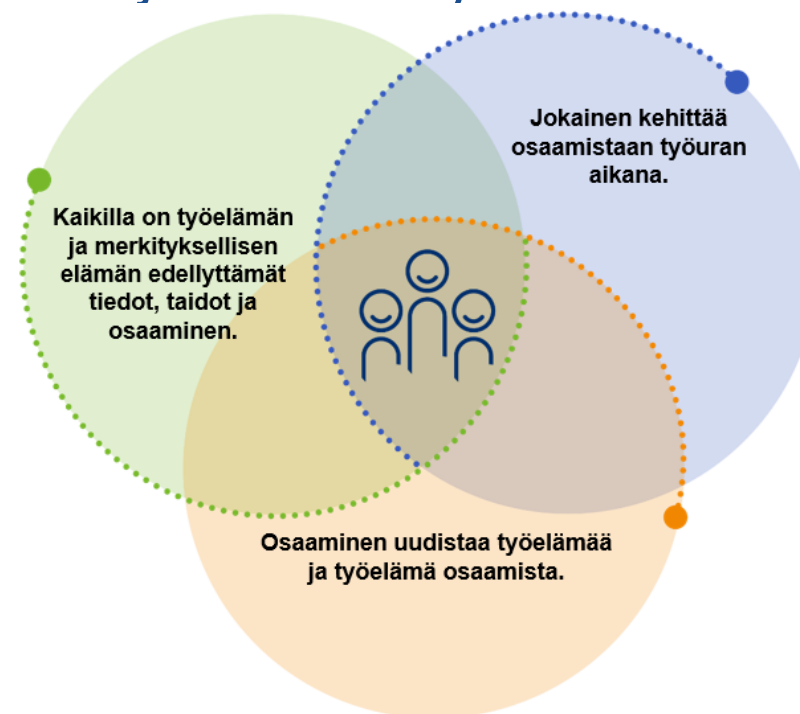 Jokainen kehittää
osaamistaan työuran
aikana.
Kaikilla on työelämän
ja merkityksellisen
elämän edellyttämät
tiedot, taidot ja
osaaminen.
Osaaminen uudistaa työelämää
ja työelämä osaamista.